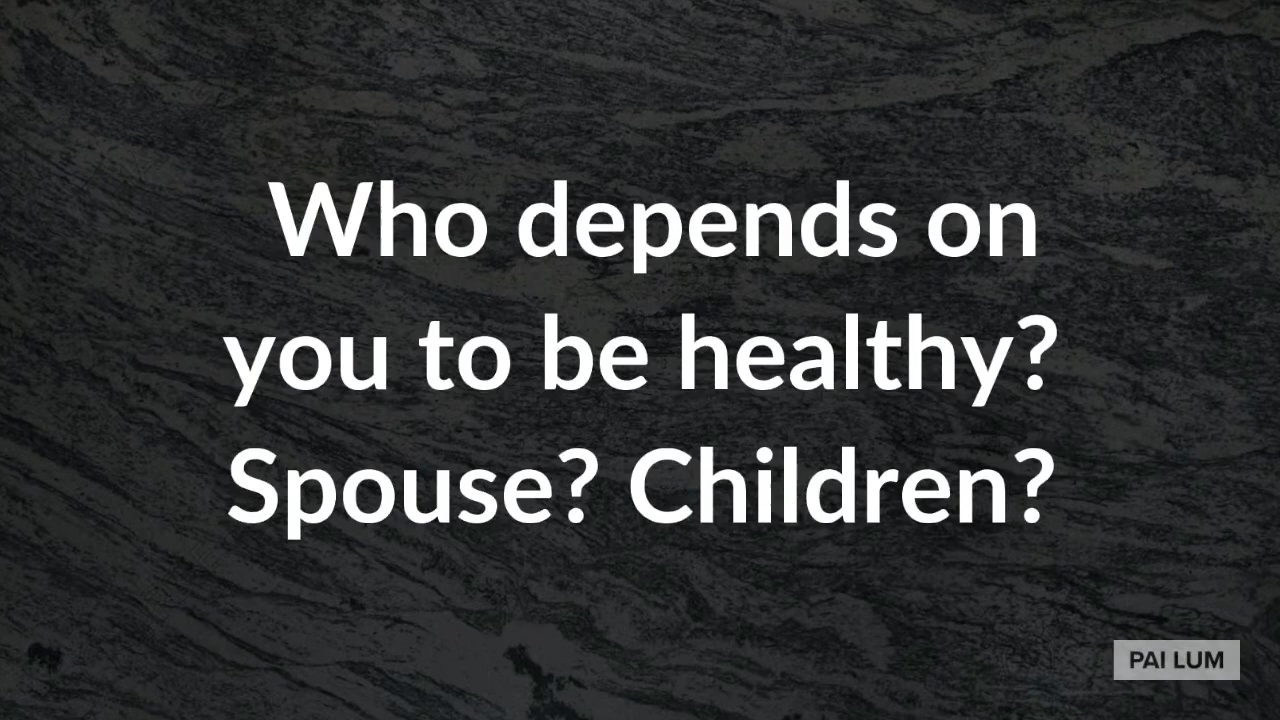 Who depends on
you to be healthy?
Spouse? Children?
PAI LUM